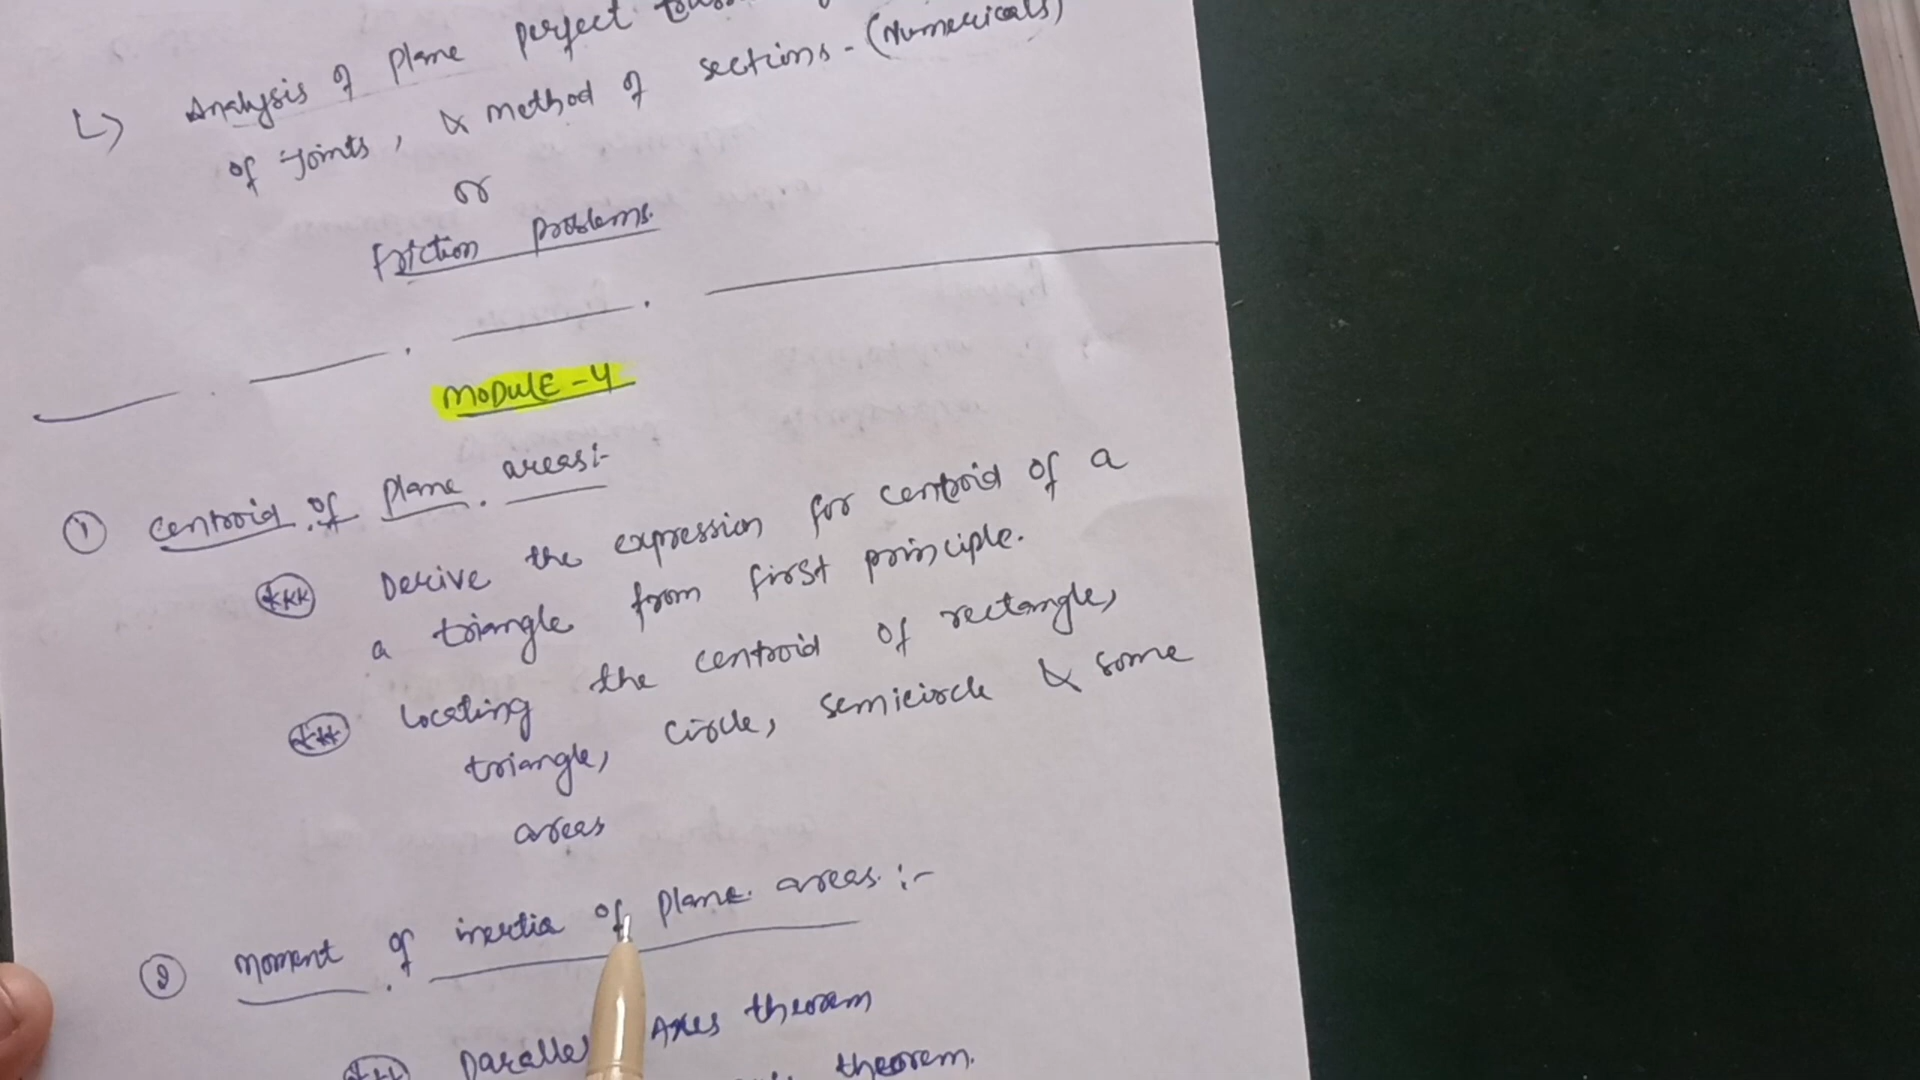 Analysis of plane perfect
of joints, & method of sections - (Numericals)
or
friction problems.
MODULE - 4
① Centroid of plane areas:-
*** Derive the expression for centroid of a
a triangle from first principle.
*** Locating the centroid of rectangle,
triangle, circle, semicircle & some
areas
② Moment of inertia of plane areas :-
Parallel Axes theorem
theorem.